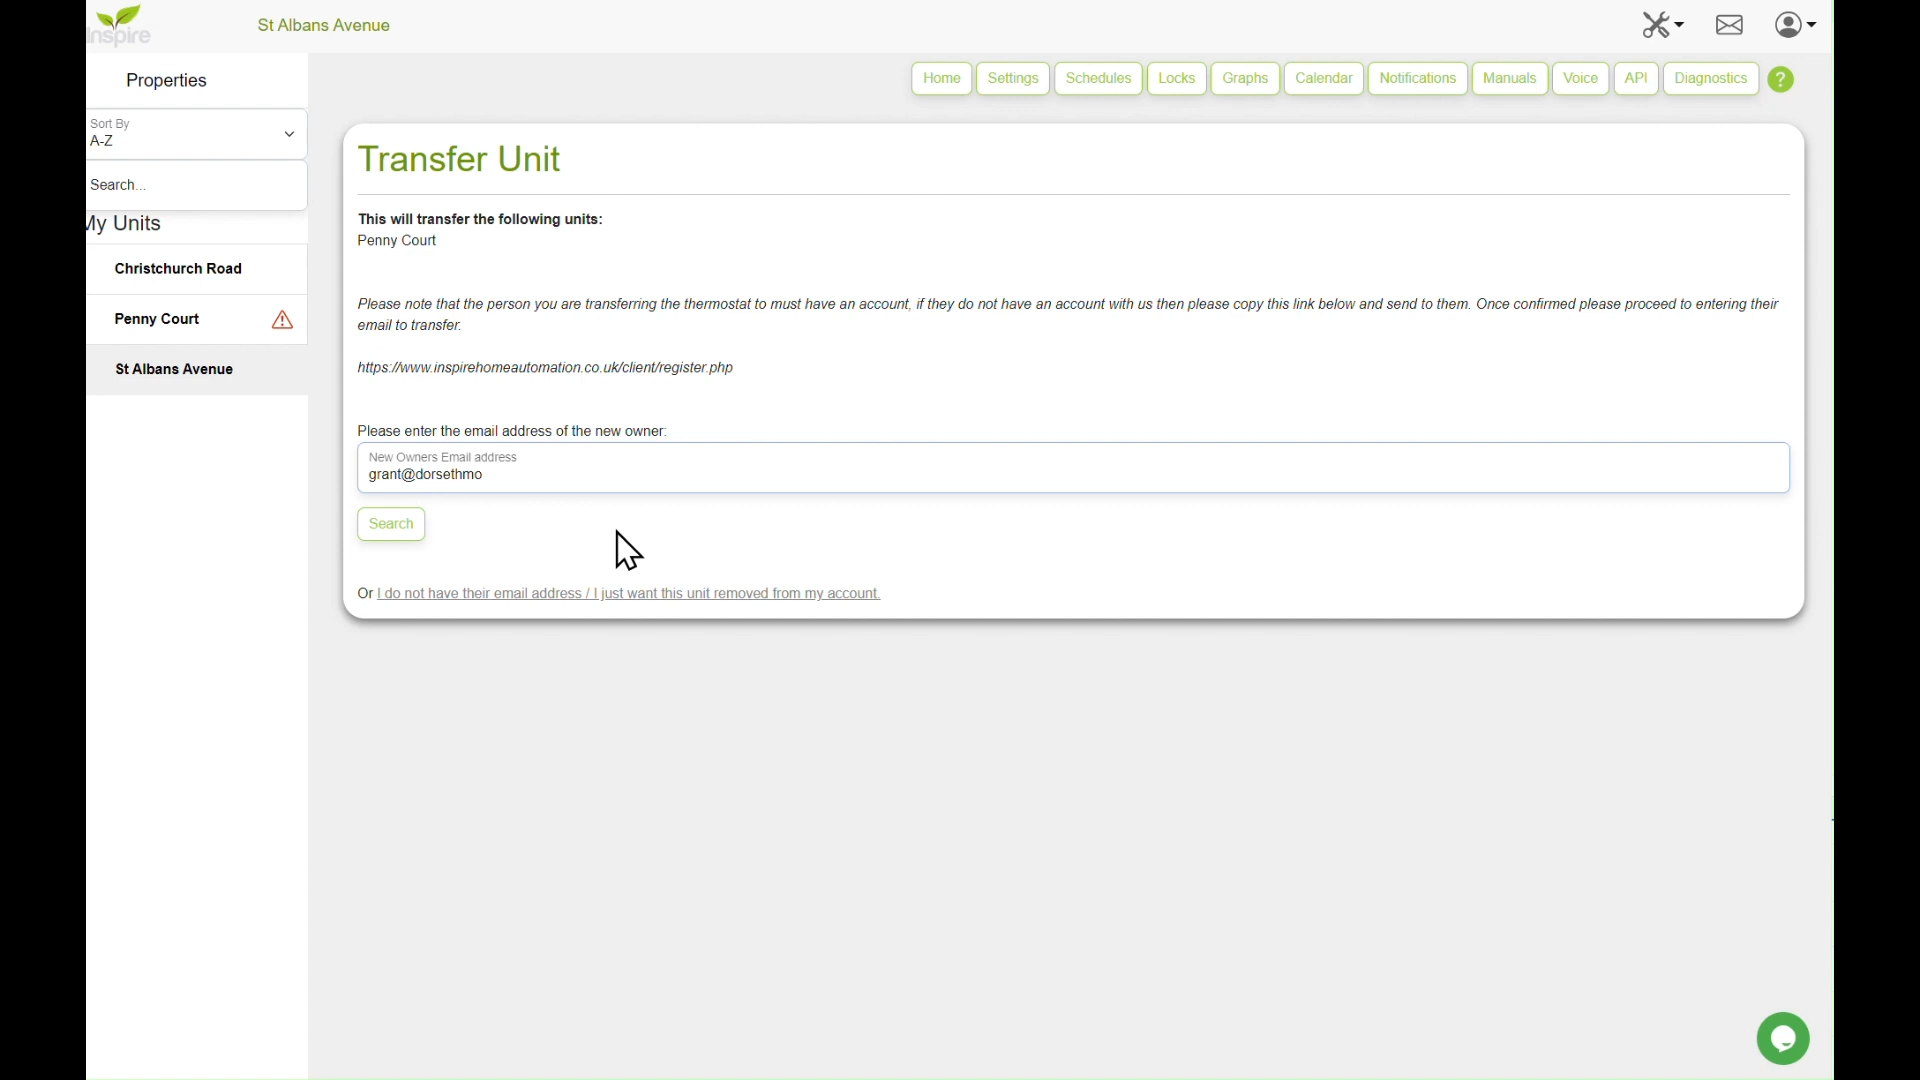 Inspire
St Albans Avenue
Properties
Home Settings Schedules Locks Graphs Calendar Notifications Manuals Voice API Diagnostics ?
Sort By
A-Z
Search...
My Units
Christchurch Road
Penny Court
St Albans Avenue
Transfer Unit
This will transfer the following units:
Penny Court
Please note that the person you are transferring the thermostat to must have an account, if they do not have an account with us then please copy this link below and send to them. Once confirmed please proceed to entering their
email to transfer.
https://www.inspirehomeautomation.co.uk/client/register.php
Please enter the email address of the new owner:
New Owners Email address
grant@dorsethmo
Search
Or I do not have their email address / I just want this unit removed from my account.